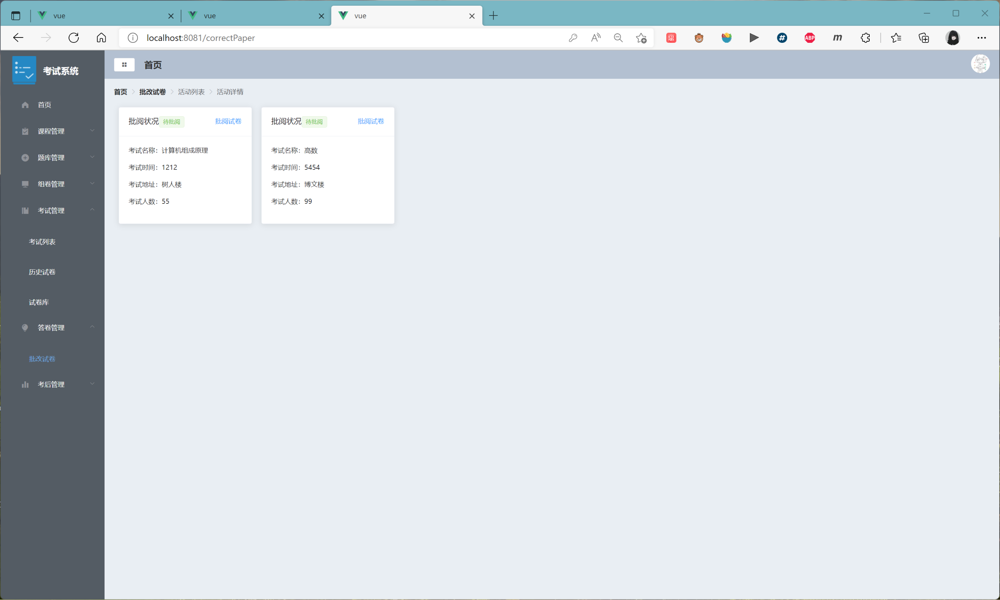 vue
vue
vue
localhost:8081/correctPaper
惠
#
ABP
m
考试系统
首页
首页
课程管理
题库管理
组卷管理
考试管理
考试列表
历史试卷
试卷库
答卷管理
批改试卷
考后管理
首页 > 批改试卷 > 活动列表 > 活动详情
批阅状况 待批阅 批阅试卷
考试名称：计算机组成原理
考试时间：1212
考试地址：树人楼
考试人数：55
批阅状况 待批阅 批阅试卷
考试名称：高数
考试时间：5454
考试地址：博文楼
考试人数：99